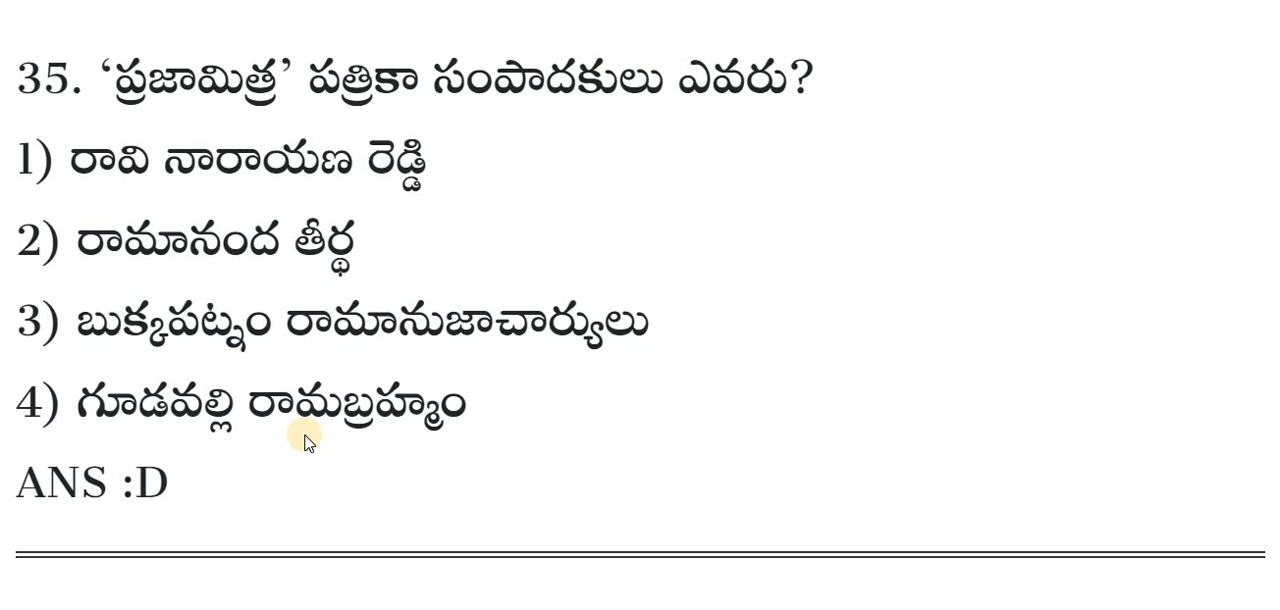 35. ‘ప్రజామిత్ర’ పత్రికా సంపాదకులు ఎవరు?
1) రావి నారాయణ రెడ్డి
2) రామానంద తీర్థ
3) బుక్కపట్నం రామానుజాచార్యులు
4) గూడవల్లి రామబ్రహ్మం
ANS :D